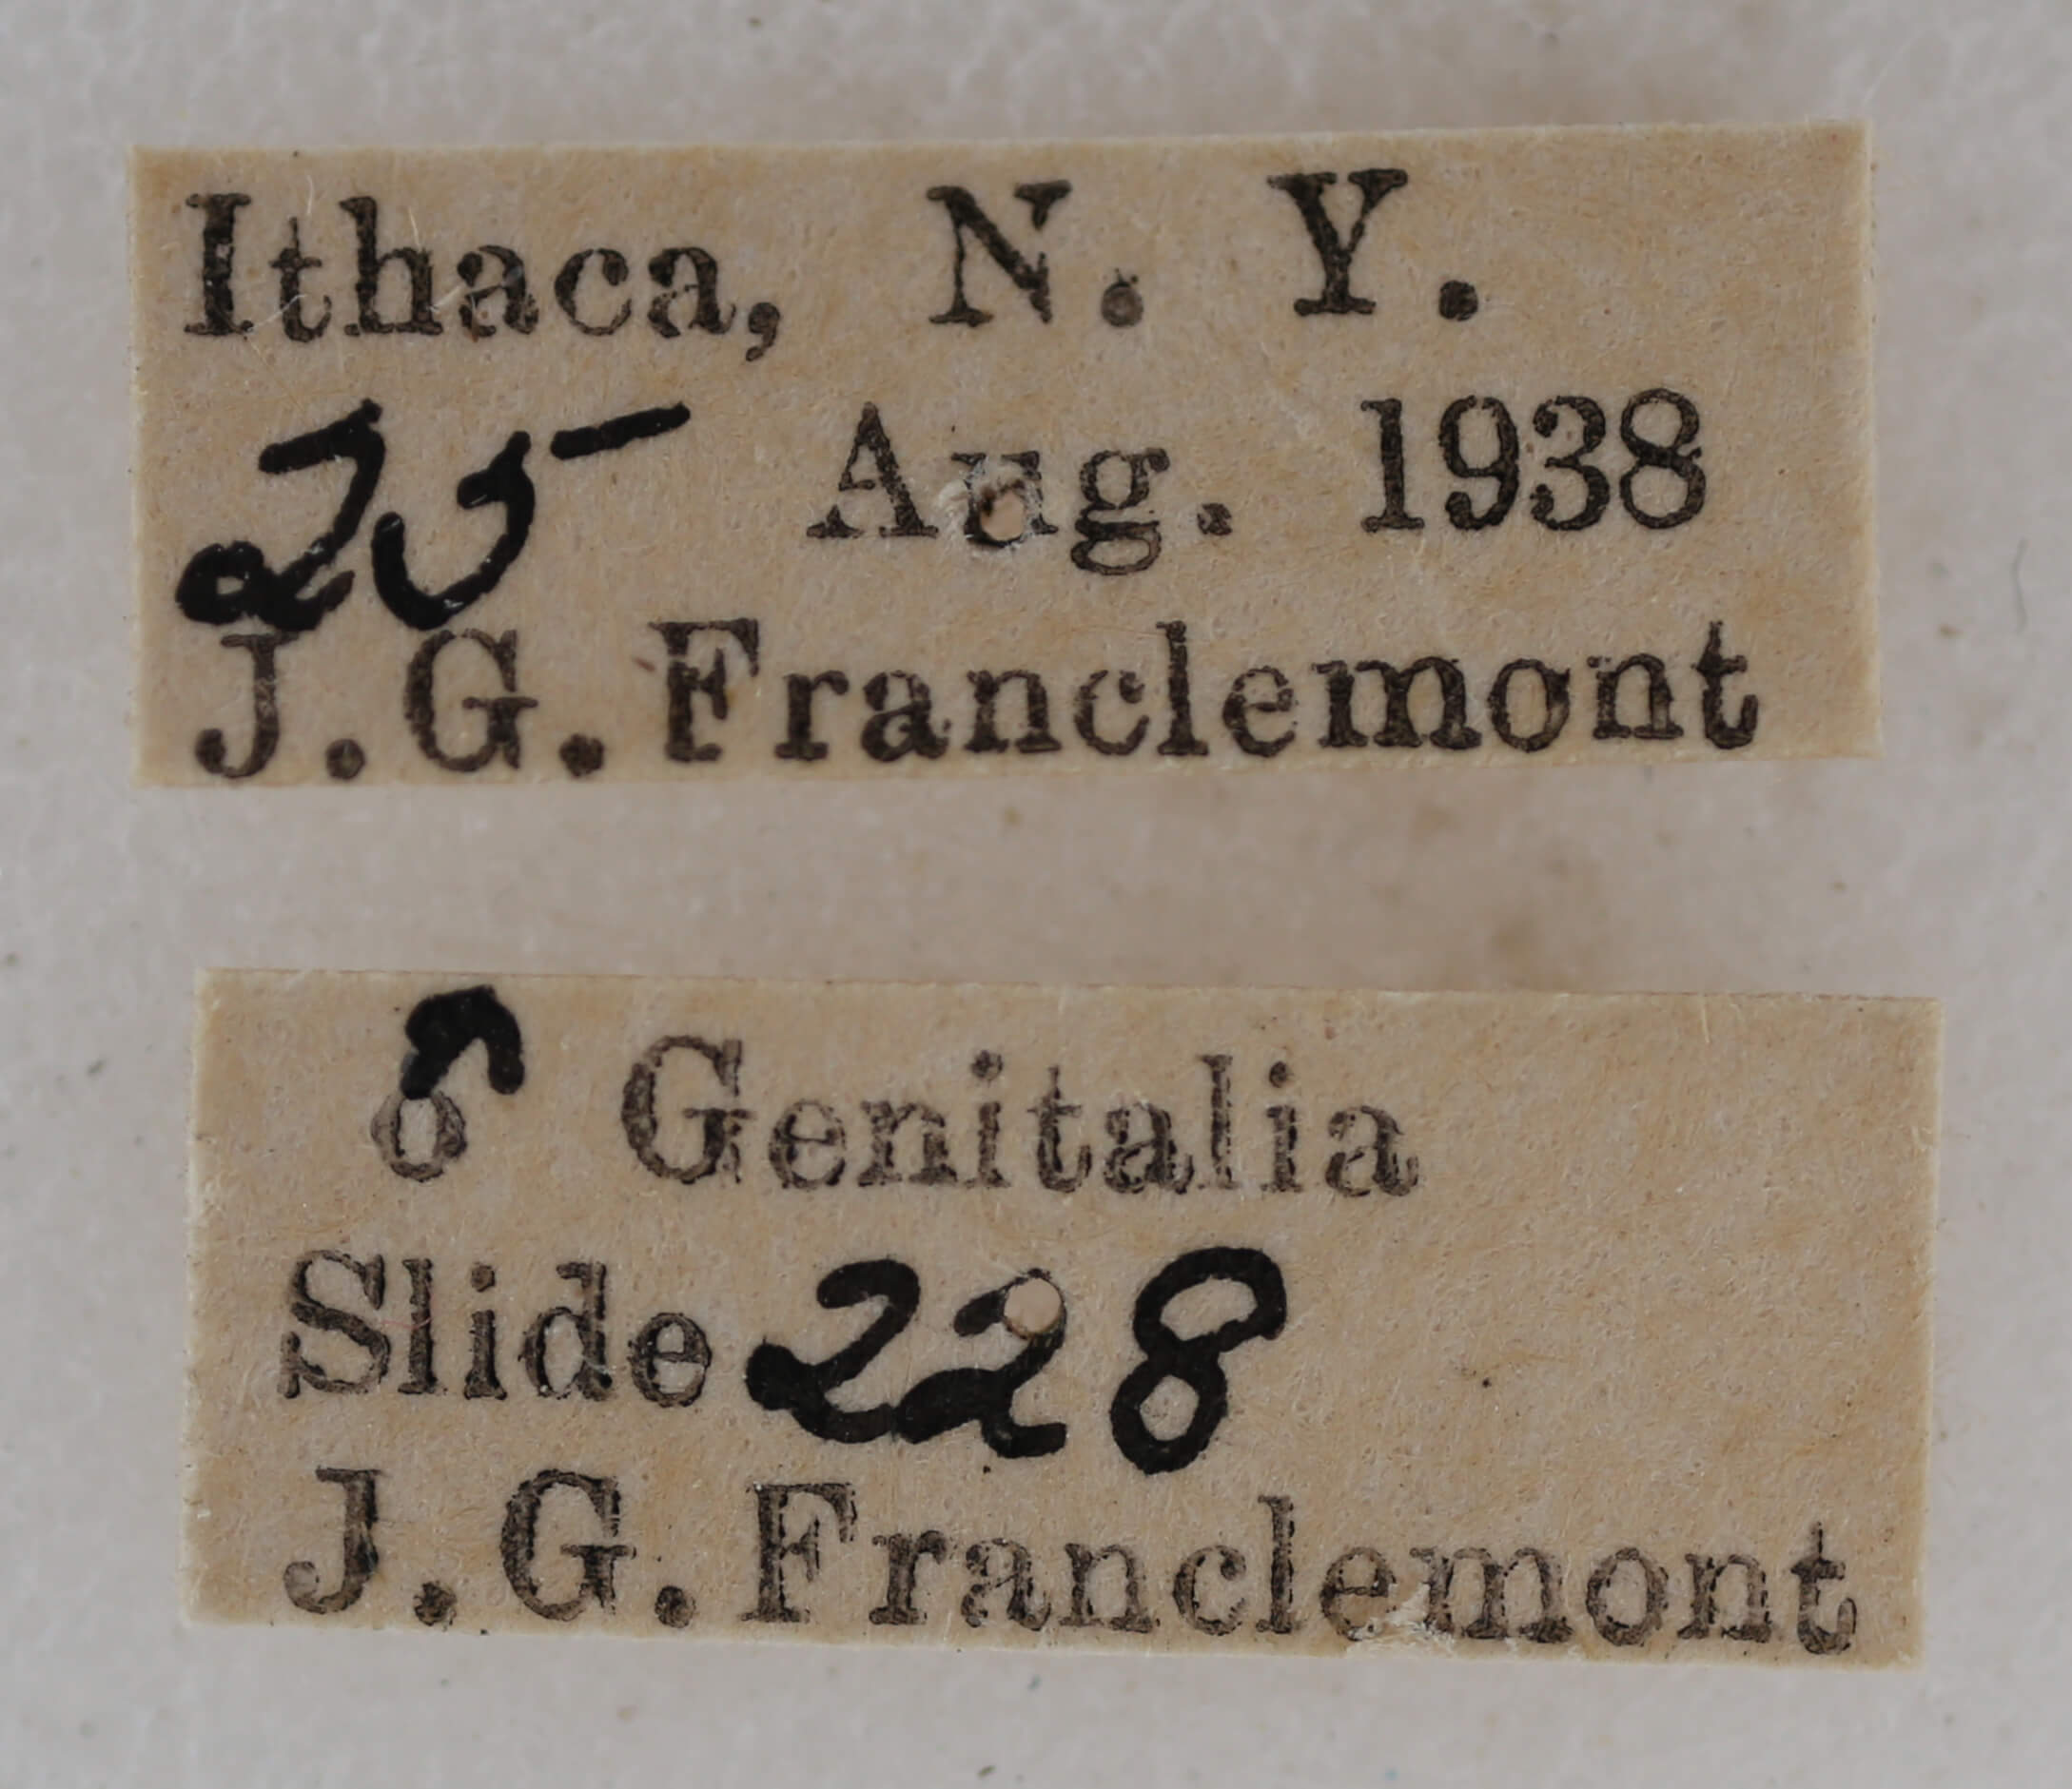 Ithaca, N. Y.
25 Aug. 1938
J.G.Franclemont
♂ Genitalia
Slide 228
J.G.Franclemont